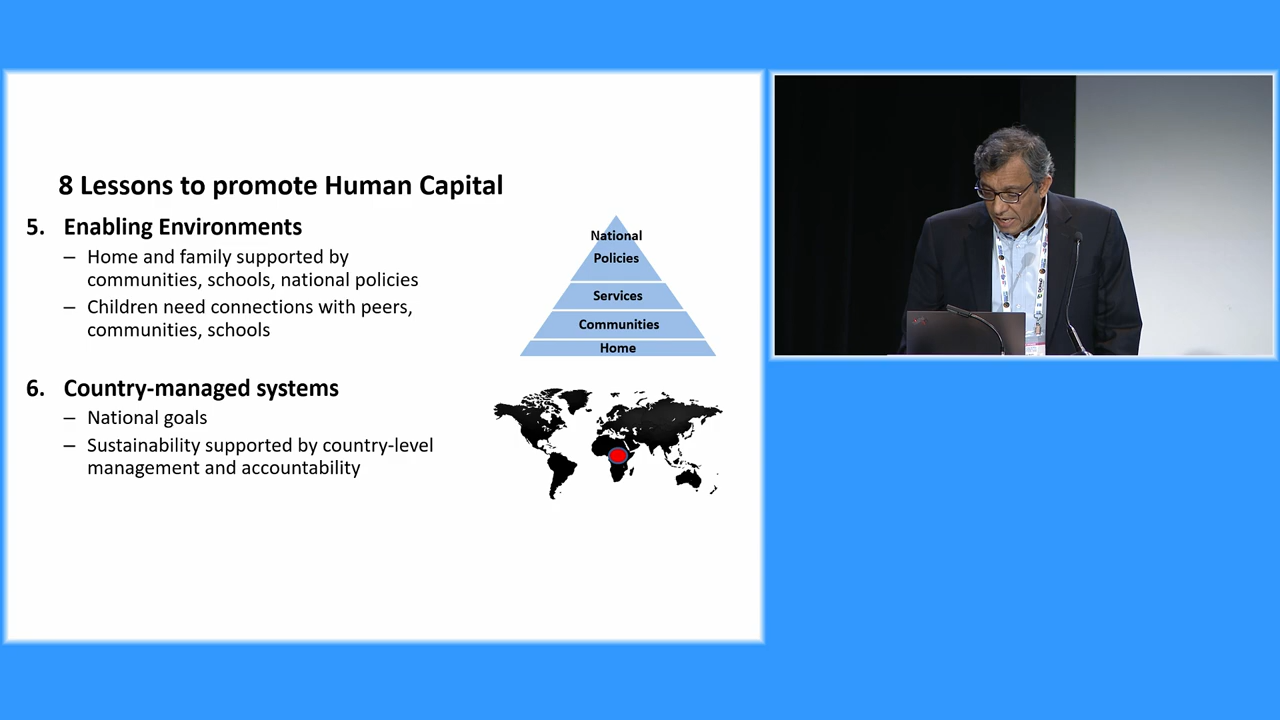 8 Lessons to promote Human Capital
5. Enabling Environments
– Home and family supported by
communities, schools, national policies
– Children need connections with peers,
communities, schools
National
Policies
Services
Communities
Home
6. Country-managed systems
– National goals
– Sustainability supported by country-level
management and accountability